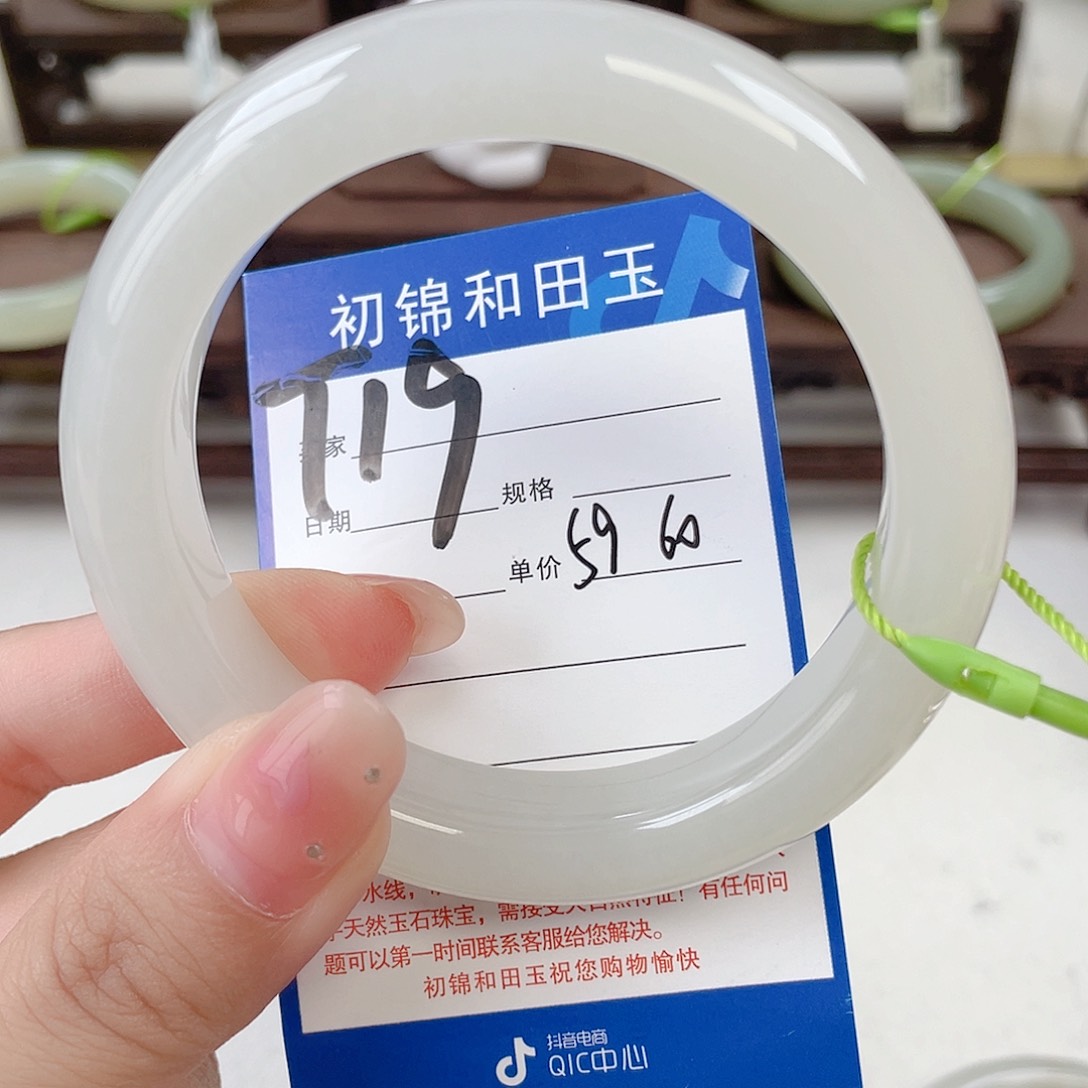 初锦和田玉
T19
买家
规格
日期
单价 59 60
水线，
天然玉石珠宝，需接受大自然特征！有任何问
题可以第一时间联系客服给您解决。
初锦和田玉祝您购物愉快
抖音电商
QIC中心